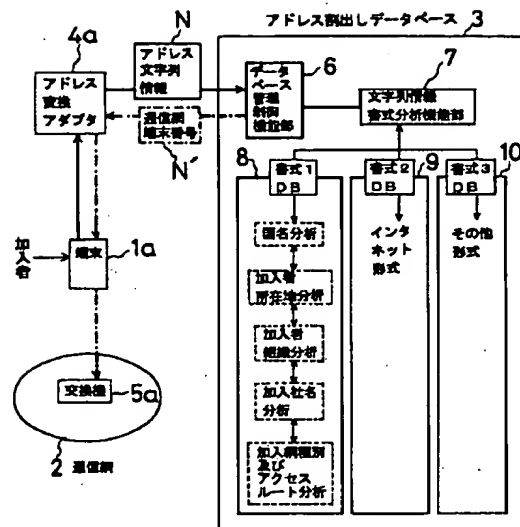 アドレス割出しデータベース
3
4a
N
アドレス
文字列
情報
アドレス
変換
アダプタ
通信網
端末番号
N'
6
データ
ベース
管理
制御
機能部
7
文字列情報
書式分析機能部
8
書式1
DB
9
書式2
DB
10
書式3
DB
国名分析
インタ
ネット
形式
その他
形式
加入者
端末
1a
加入者
所在地分析
加入者
組織分析
加入社名
分析
加入網種別
及び
アクセス
ルート分析
交換機
5a
2
通信網